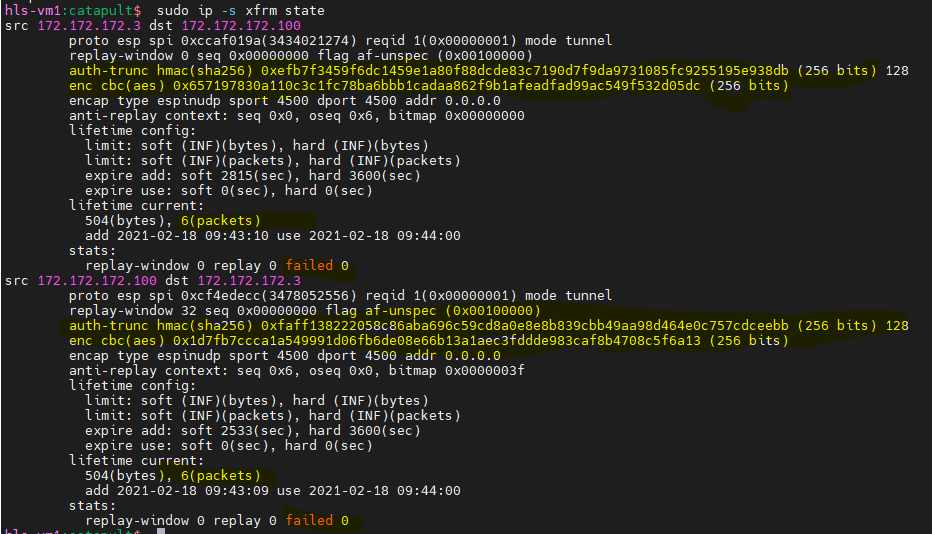 hls-vm1:catapult$  sudo ip -s xfrm state
src 172.172.172.3 dst 172.172.172.100
        proto esp spi 0xccaf019a(3434021274) reqid 1(0x00000001) mode tunnel
        replay-window 0 seq 0x00000000 flag af-unspec (0x00100000)
        auth-trunc hmac(sha256) 0xefb7f3459f6dc1459e1a80f88dcde83c7190d7f9da9731085fc9255195e938db (256 bits) 128
        enc cbc(aes) 0x657197830a110c3c1fc78ba6bbb1cadaa862f9b1afeadfad99ac549f532d05dc (256 bits)
        encap type espinudp sport 4500 dport 4500 addr 0.0.0.0
        anti-replay context: seq 0x0, oseq 0x6, bitmap 0x00000000
        lifetime config:
          limit: soft (INF)(bytes), hard (INF)(bytes)
          limit: soft (INF)(packets), hard (INF)(packets)
          expire add: soft 2815(sec), hard 3600(sec)
          expire use: soft 0(sec), hard 0(sec)
        lifetime current:
          504(bytes), 6(packets)
          add 2021-02-18 09:43:10 use 2021-02-18 09:44:00
        stats:
          replay-window 0 replay 0 failed 0
src 172.172.172.100 dst 172.172.172.3
        proto esp spi 0xcf4edecc(3478052556) reqid 1(0x00000001) mode tunnel
        replay-window 32 seq 0x00000000 flag af-unspec (0x00100000)
        auth-trunc hmac(sha256) 0xfaff138222058c86aba696c59cd8a0e8e8b839cbb49aa98d464e0c757cdceebb (256 bits) 128
        enc cbc(aes) 0x1d7fb7ccca1a549991d06fb6de08e66b13a1aec3fddde983caf8b4708c5f6a13 (256 bits)
        encap type espinudp sport 4500 dport 4500 addr 0.0.0.0
        anti-replay context: seq 0x6, oseq 0x0, bitmap 0x0000003f
        lifetime config:
          limit: soft (INF)(bytes), hard (INF)(bytes)
          limit: soft (INF)(packets), hard (INF)(packets)
          expire add: soft 2533(sec), hard 3600(sec)
          expire use: soft 0(sec), hard 0(sec)
        lifetime current:
          504(bytes), 6(packets)
          add 2021-02-18 09:43:09 use 2021-02-18 09:44:00
        stats:
          replay-window 0 replay 0 failed 0
hls-vm1:catapult$